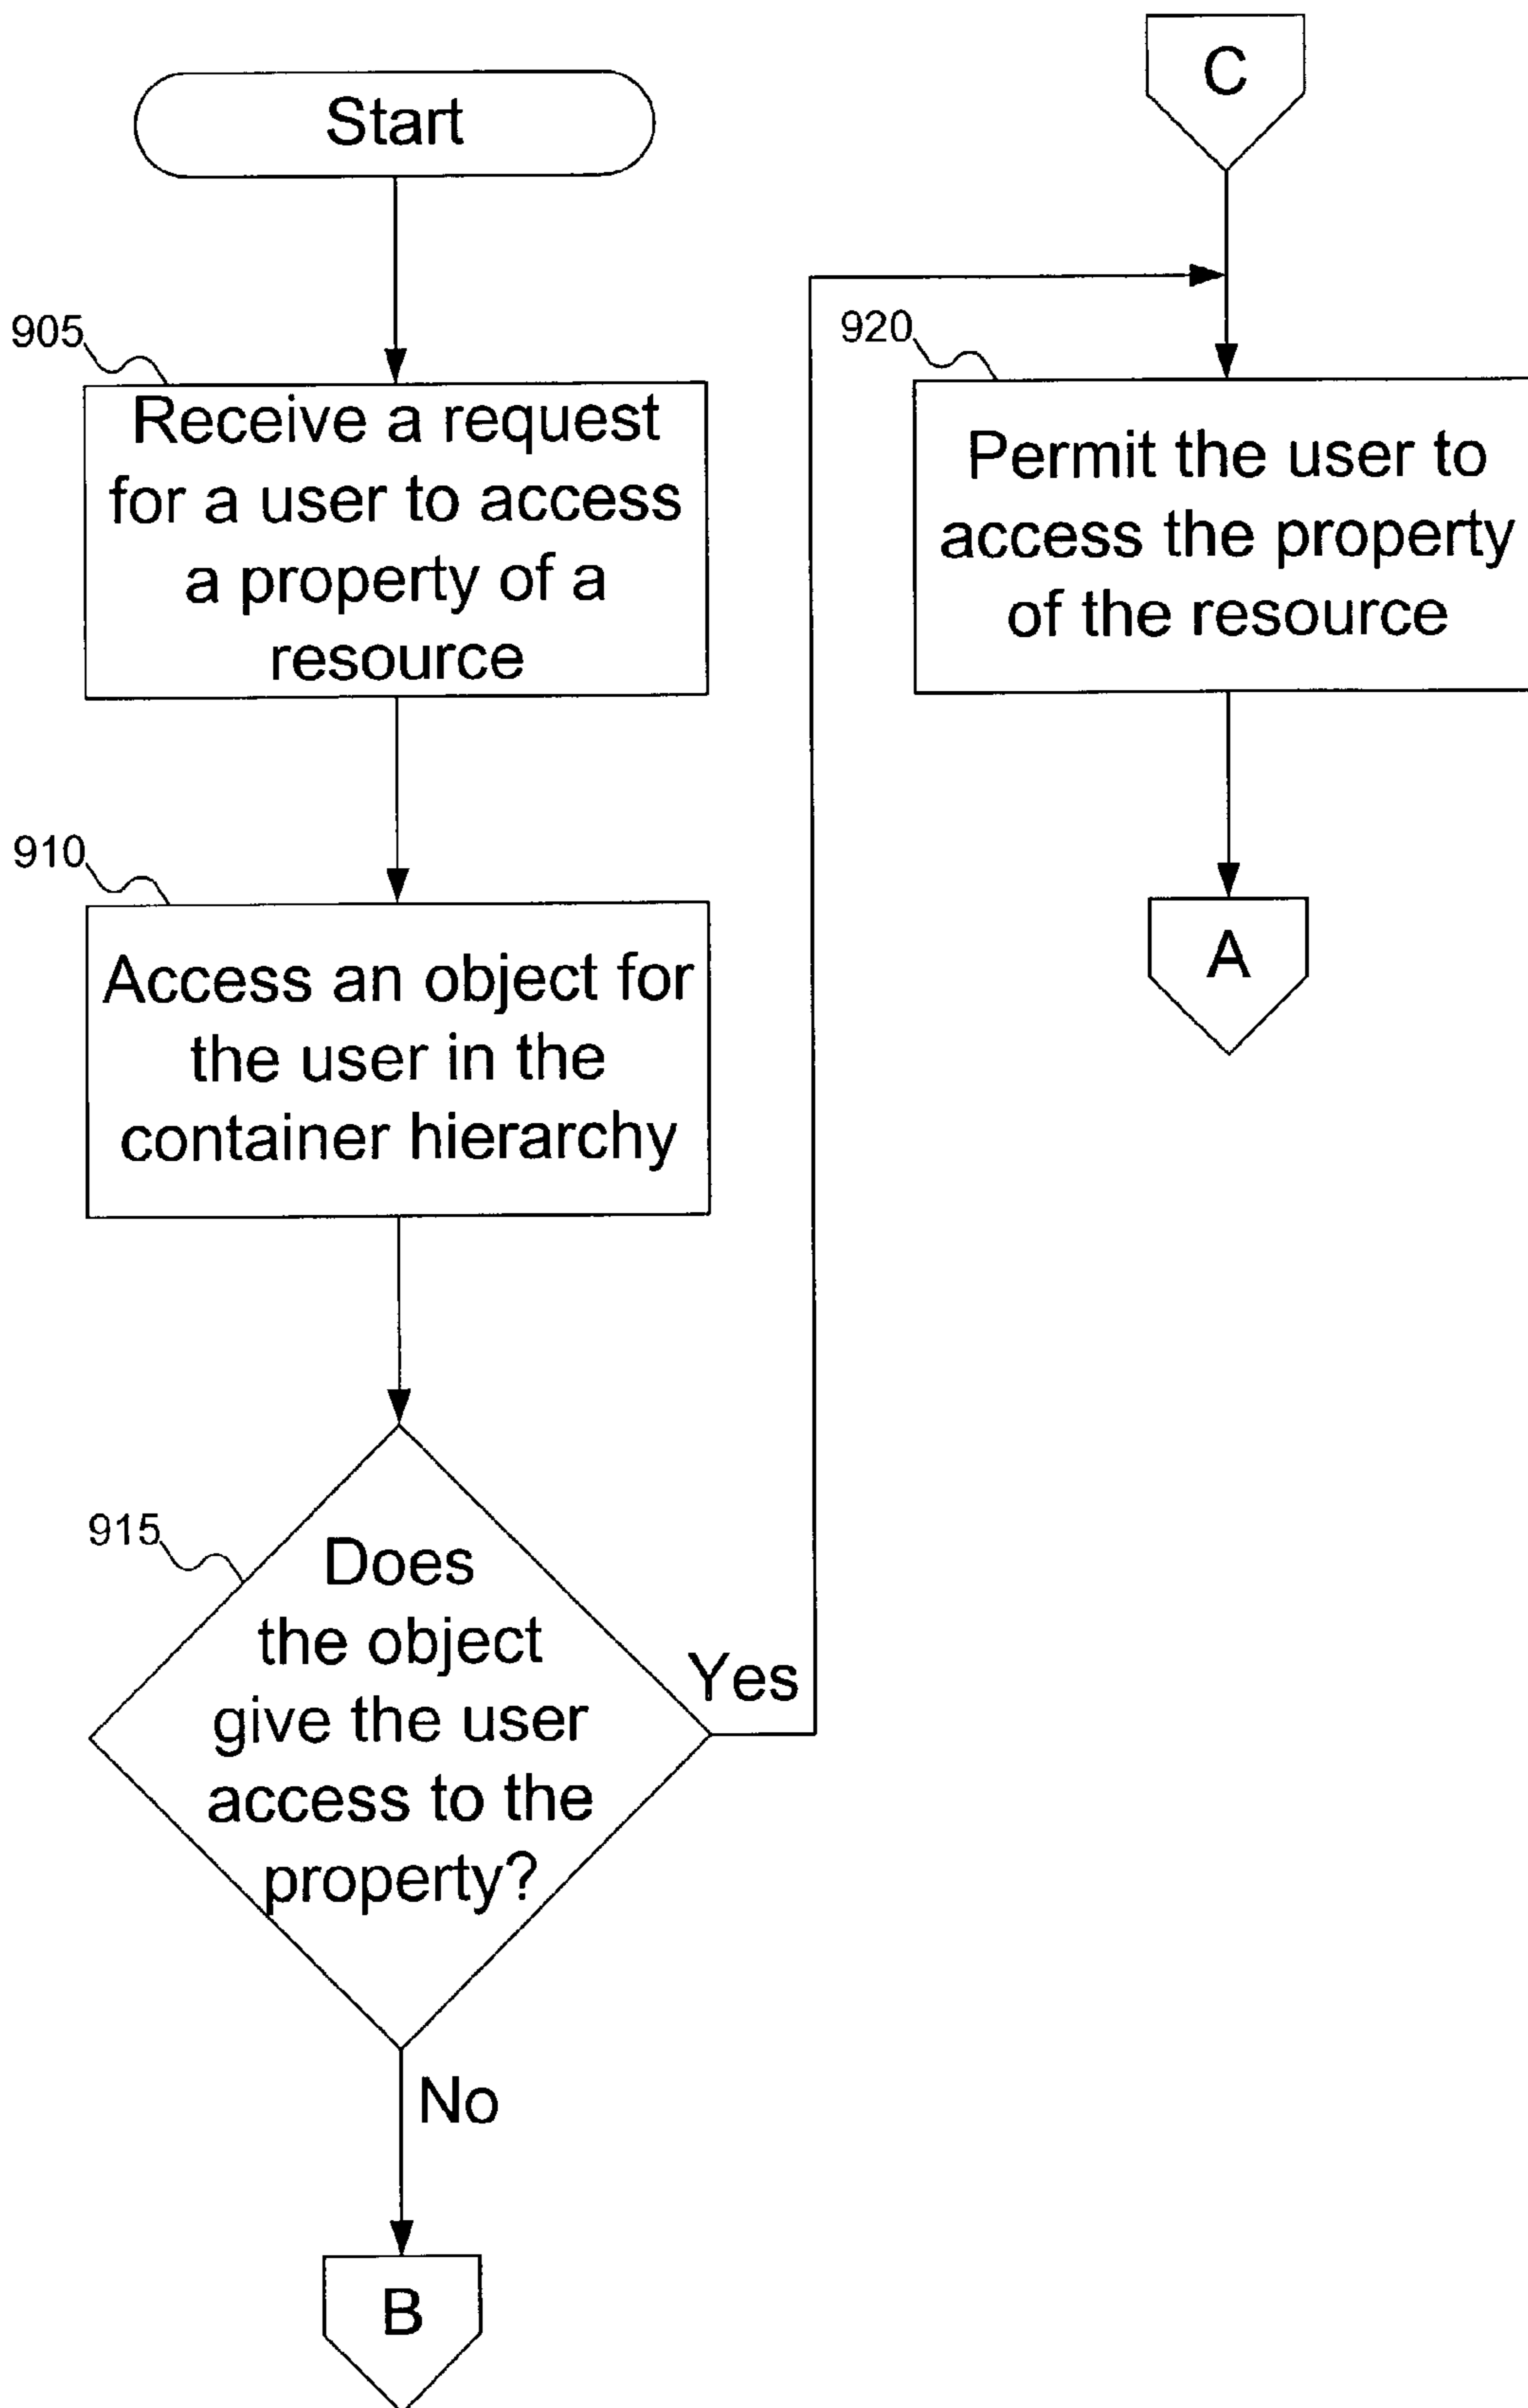 Start
905
Receive a request
for a user to access
a property of a
resource
910
Access an object for
the user in the
container hierarchy
915
Does
the object
give the user
access to the
property?
Yes
No
B
C
920
Permit the user to
access the property
of the resource
A